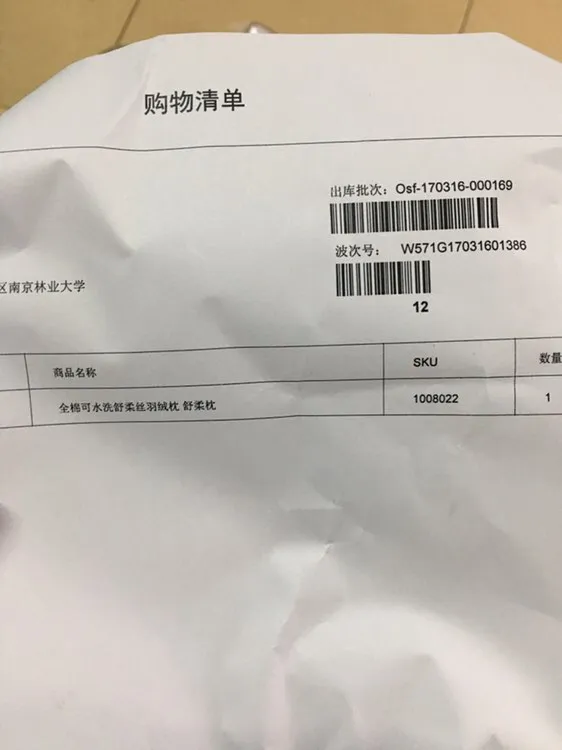 购物清单
出库批次：Osf-170316-000169
波次号： W571G17031601386
区南京林业大学
12
商品名称 SKU 数量
全棉可水洗舒柔丝羽绒枕 舒柔枕 1008022 1